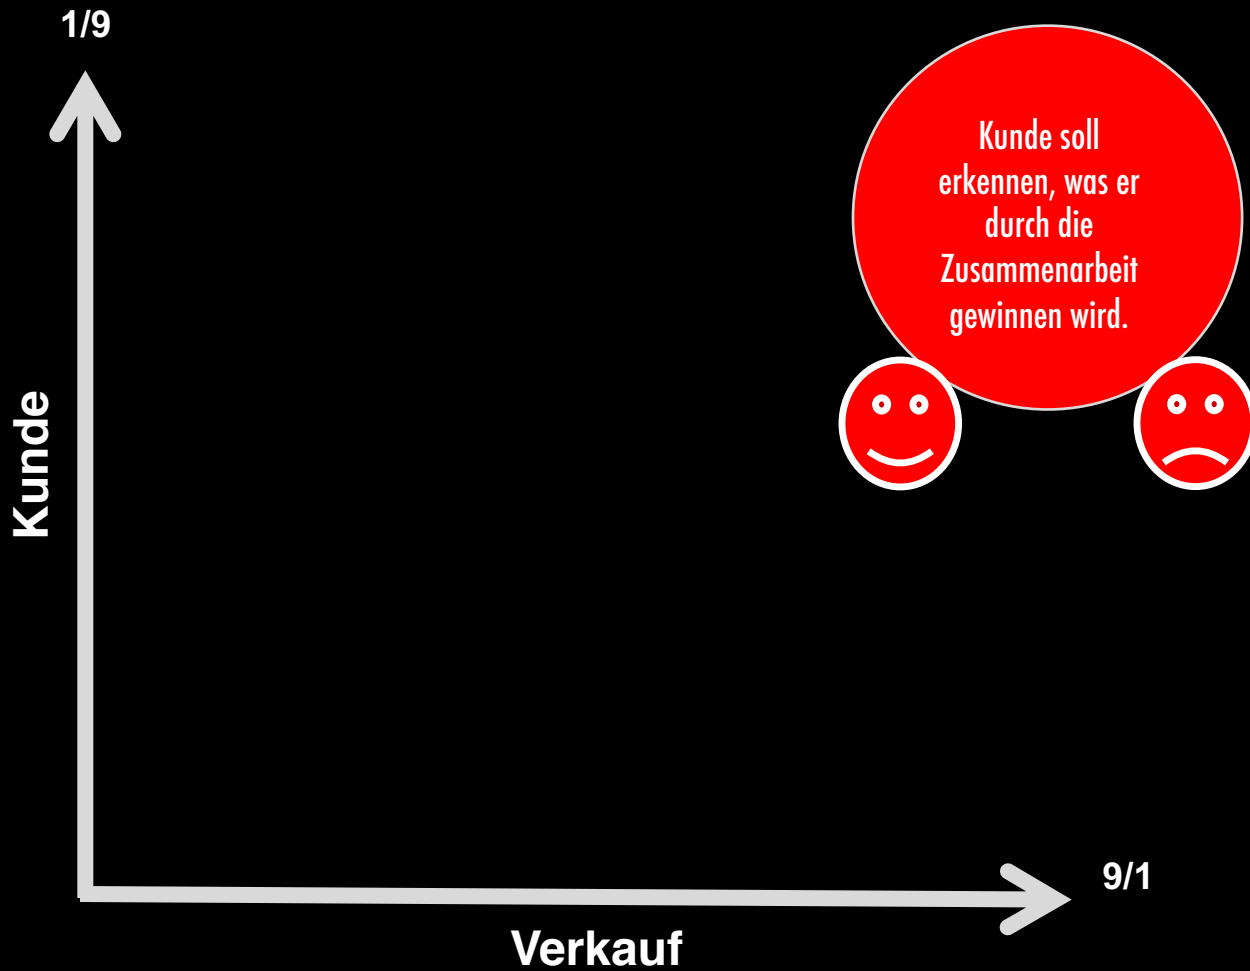 1/9
Kunde soll
erkennen, was er
durch die
Zusammenarbeit
gewinnen wird.
Kunde
9/1
Verkauf